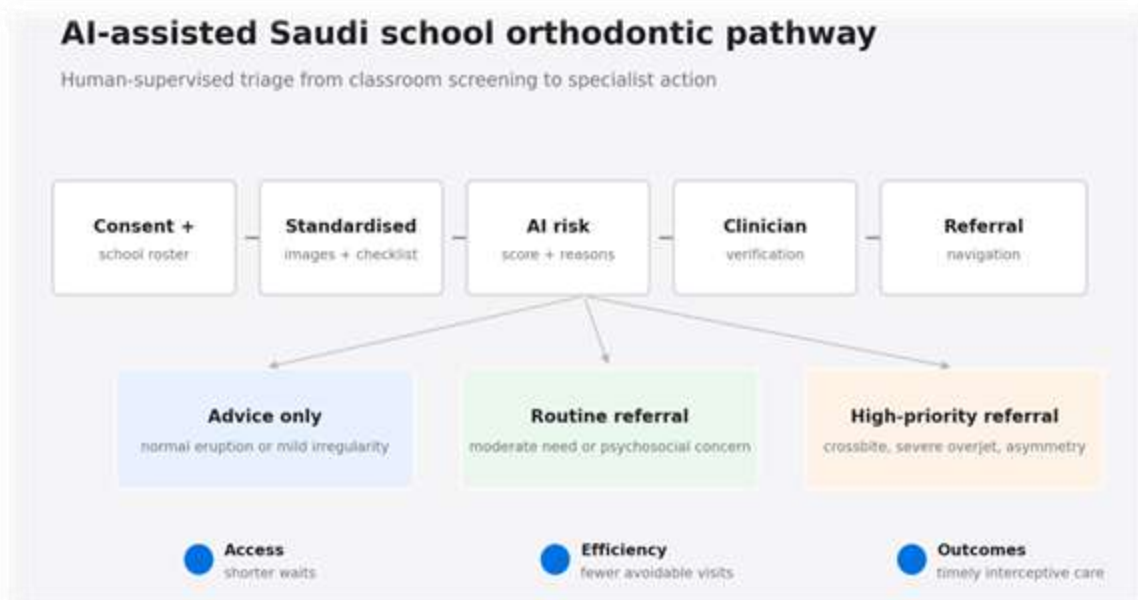 AI-assisted Saudi school orthodontic pathway
Human-supervised triage from classroom screening to specialist action
Consent +
school roster
Standardised
images + checklist
AI risk
score + reasons
Clinician
verification
Referral
navigation
Advice only
normal eruption or mild irregularity
Routine referral
moderate need or psychosocial concern
High-priority referral
crossbite, severe overjet, asymmetry
Access
shorter waits
Efficiency
fewer avoidable visits
Outcomes
timely interceptive care